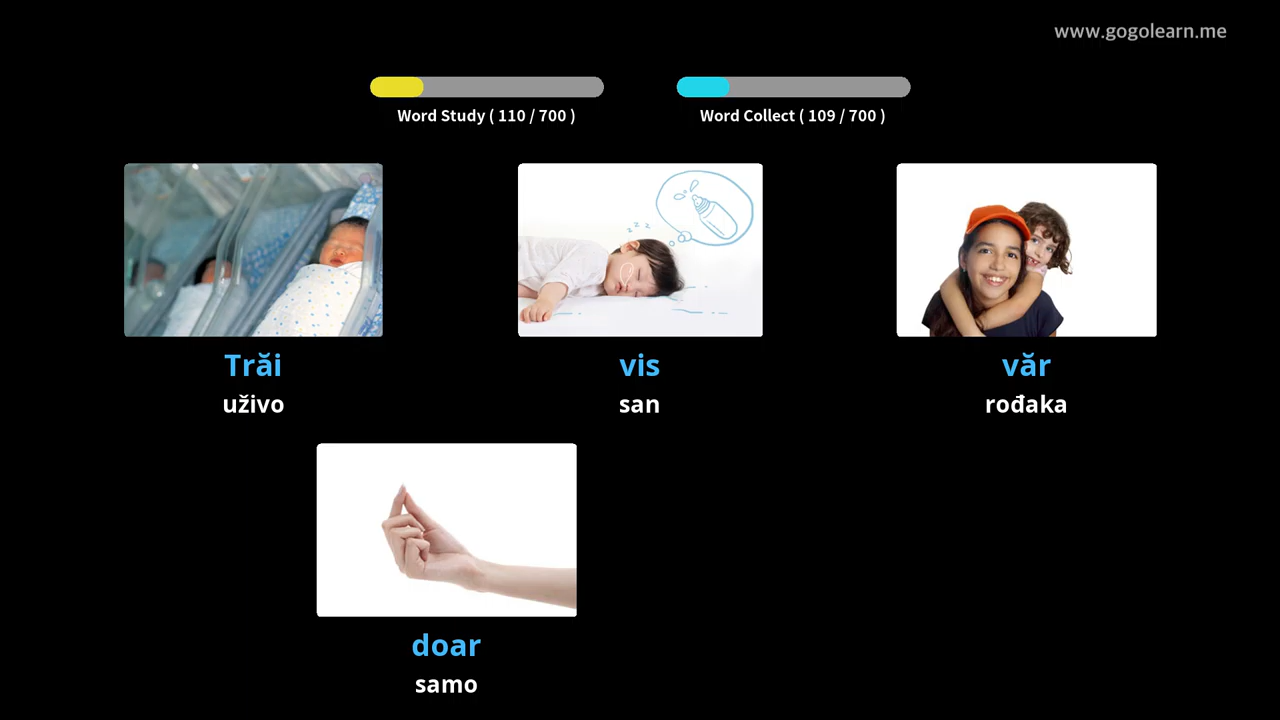 www.gogolearn.me
Word Study ( 110 / 700 )
Word Collect ( 109 / 700 )
Trăi
uživo
vis
san
văr
rođaka
doar
samo